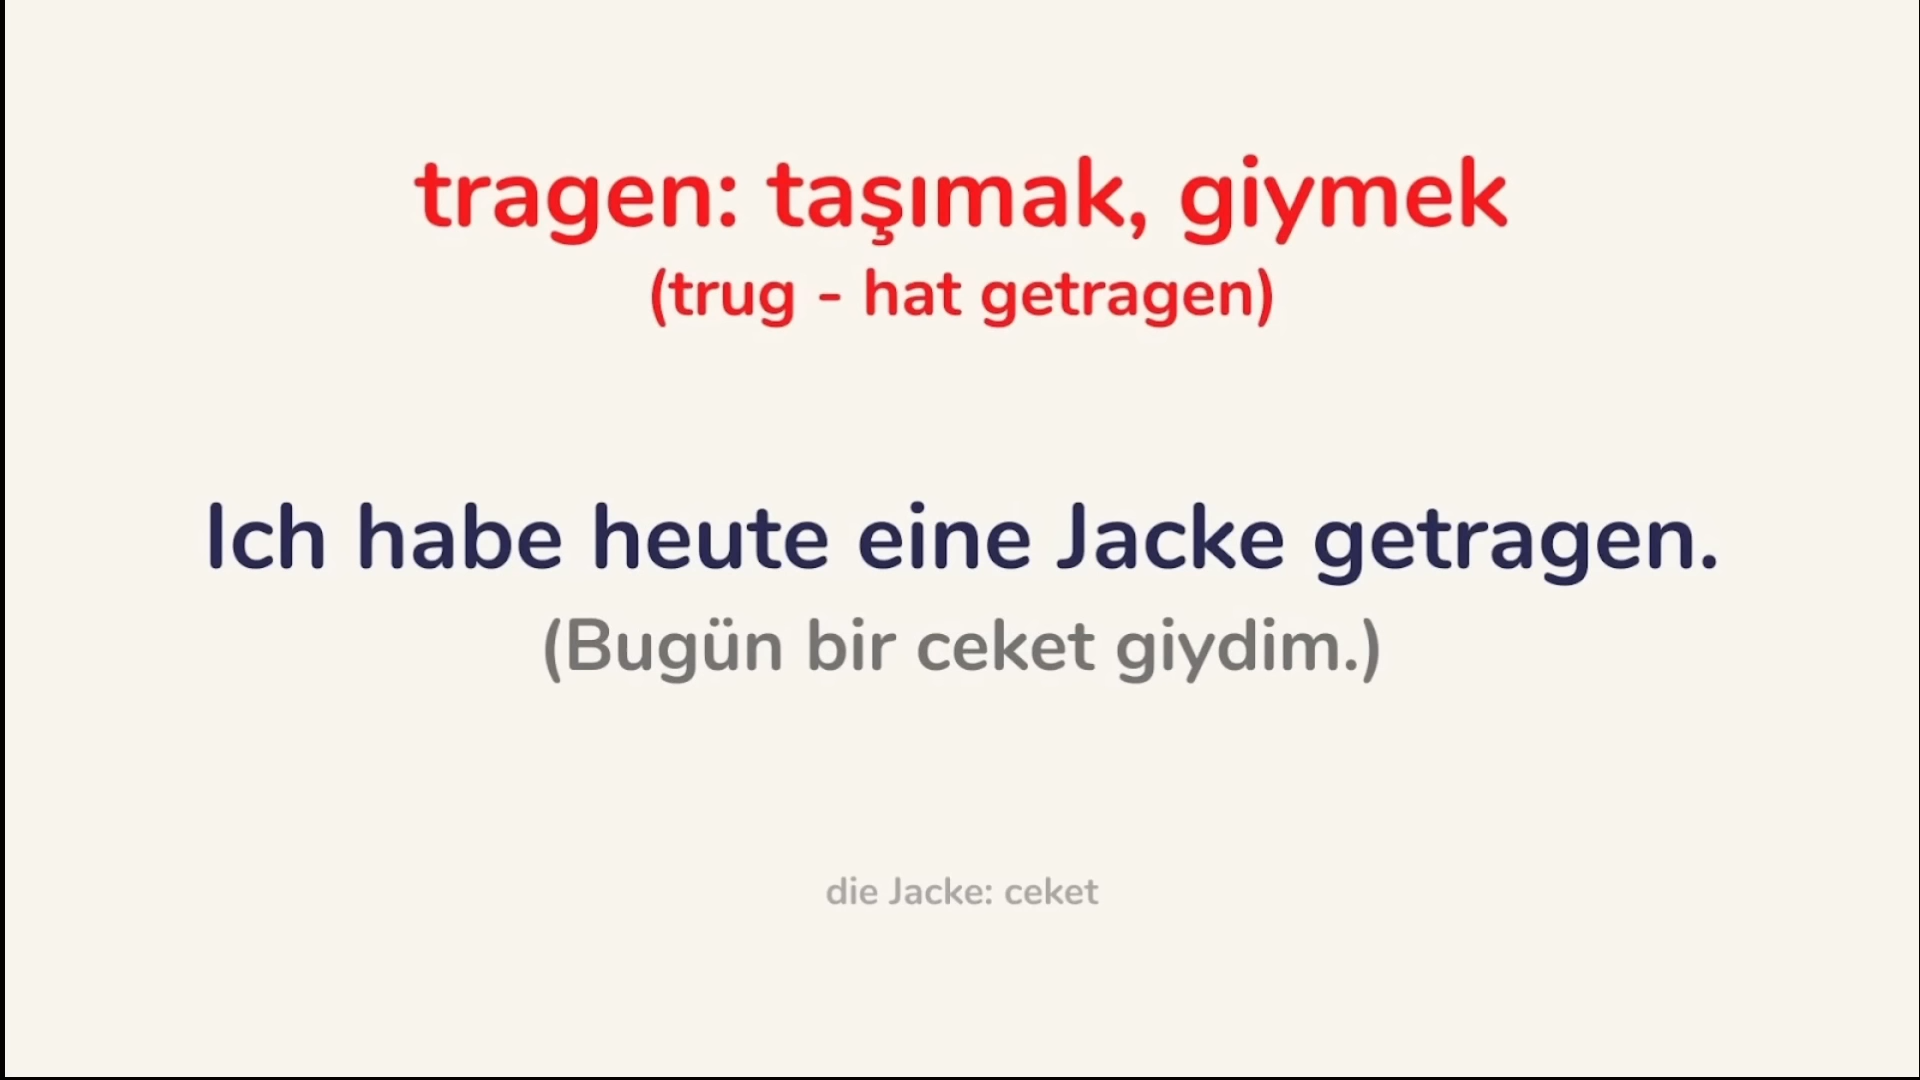 tragen: taşımak, giymek
(trug - hat getragen)
Ich habe heute eine Jacke getragen.
(Bugün bir ceket giydim.)
die Jacke: ceket